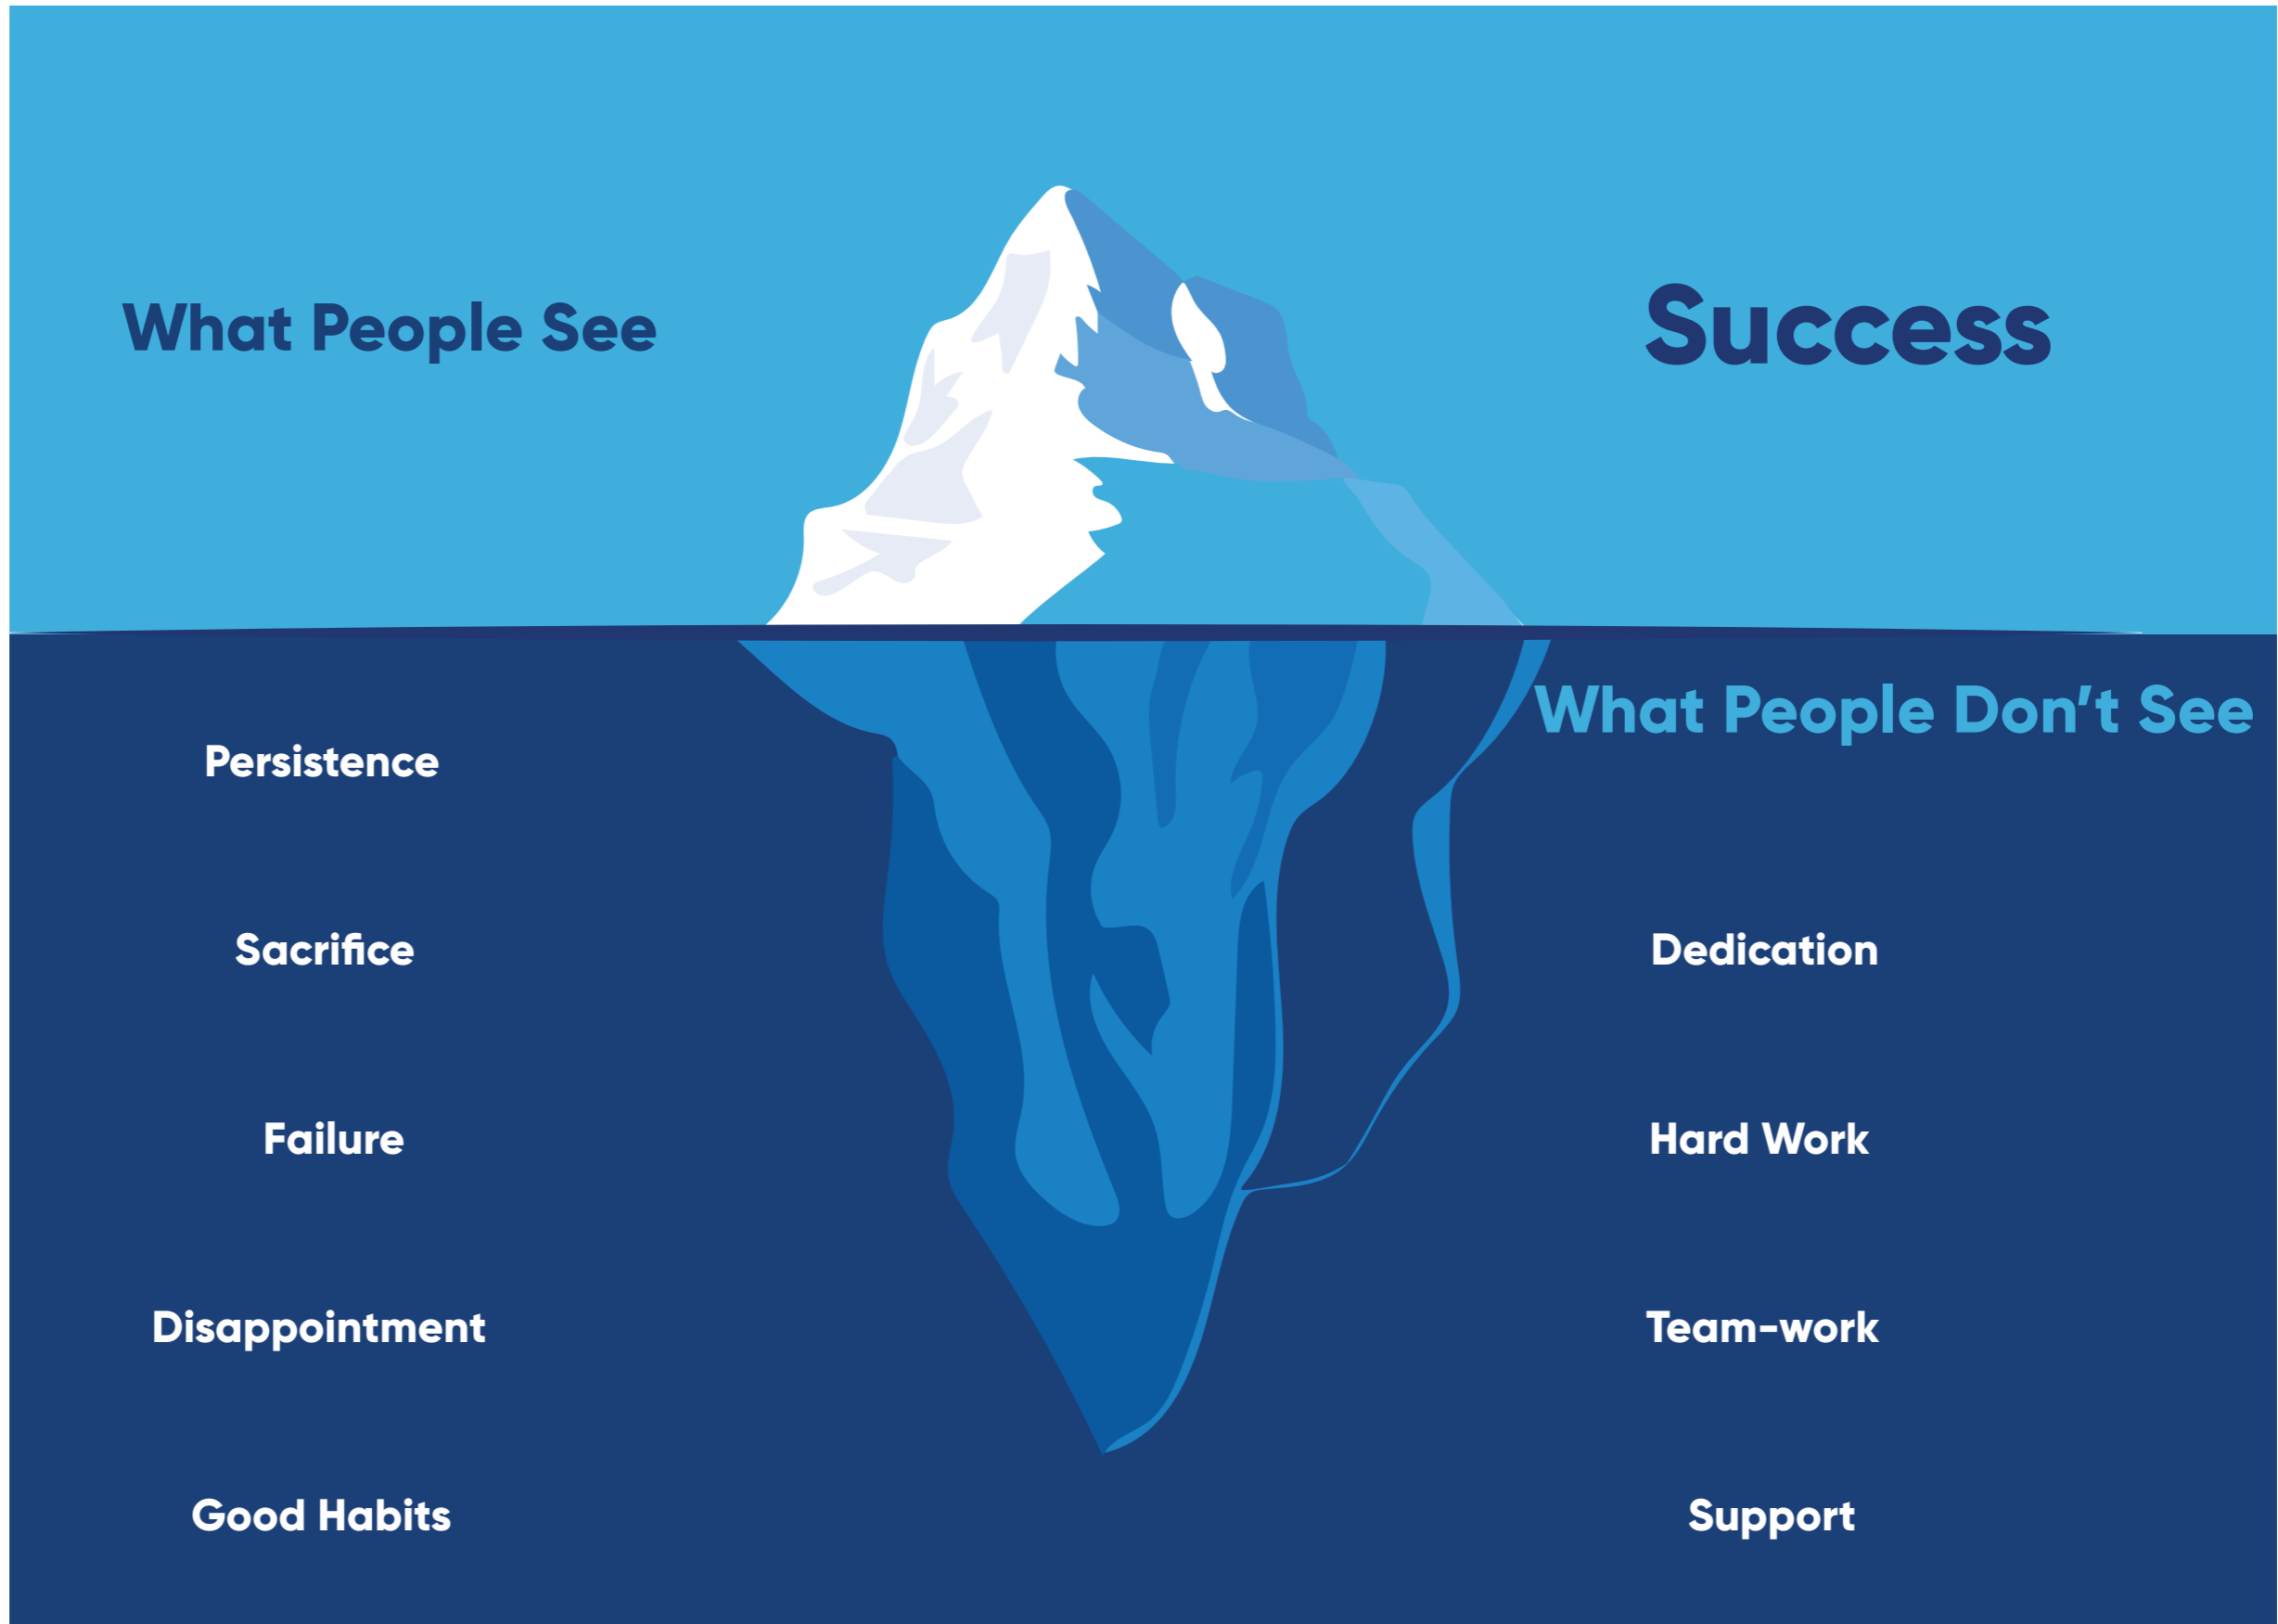 What People See
Success
What People Don’t See
Persistence
Sacrifice
Dedication
Failure
Hard Work
Disappointment
Team-work
Good Habits
Support